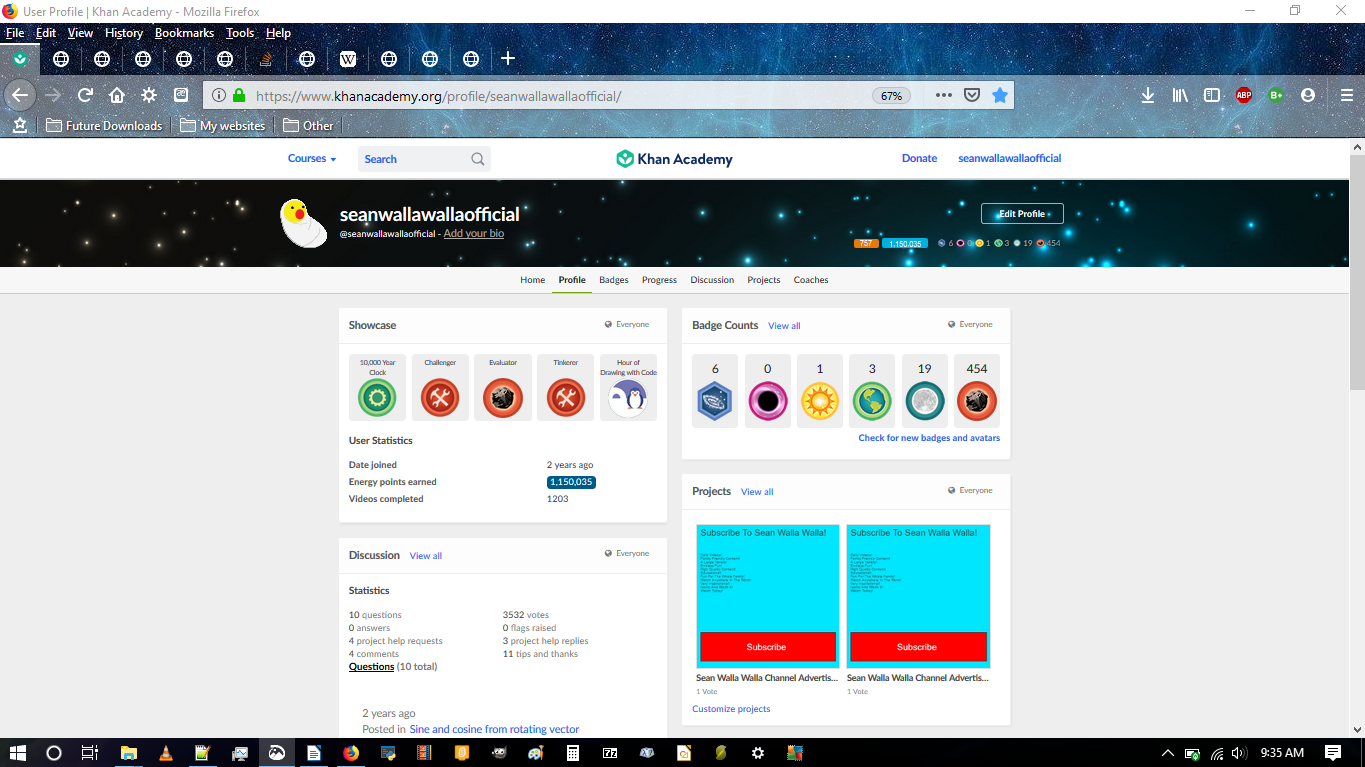 User Profile | Khan Academy - Mozilla Firefox
File Edit View History Bookmarks Tools Help
W
https://www.khanacademy.org/profile/seanwallawallaofficial/
67%
ABP
B+
Future Downloads My websites Other
Courses
Search
Khan Academy
Donate
seanwallawallaofficial
seanwallawallaofficial
@seanwallawallaofficial - Add your bio
Edit Profile
757 1,150,035 6 0 1 3 19 454
Home Profile Badges Progress Discussion Projects Coaches
Showcase
Everyone
10,000 Year
Clock
Challenger
Evaluator
Tinkerer
Hour of
Drawing with Code
User Statistics
Date joined 2 years ago
Energy points earned 1,150,035
Videos completed 1203
Badge Counts View all
Everyone
6 0 1 3 19 454
Check for new badges and avatars
Discussion View all
Everyone
Statistics
10 questions 3532 votes
0 answers 0 flags raised
4 project help requests 3 project help replies
4 comments 11 tips and thanks
Questions (10 total)
2 years ago
Posted in Sine and cosine from rotating vector
Projects View all
Everyone
Subscribe To Sean Walla Walla!
Subscribe
Sean Walla Walla Channel Advertis...
1 Vote
Subscribe To Sean Walla Walla!
Subscribe
Sean Walla Walla Channel Advertis...
1 Vote
Customize projects
9:35 AM